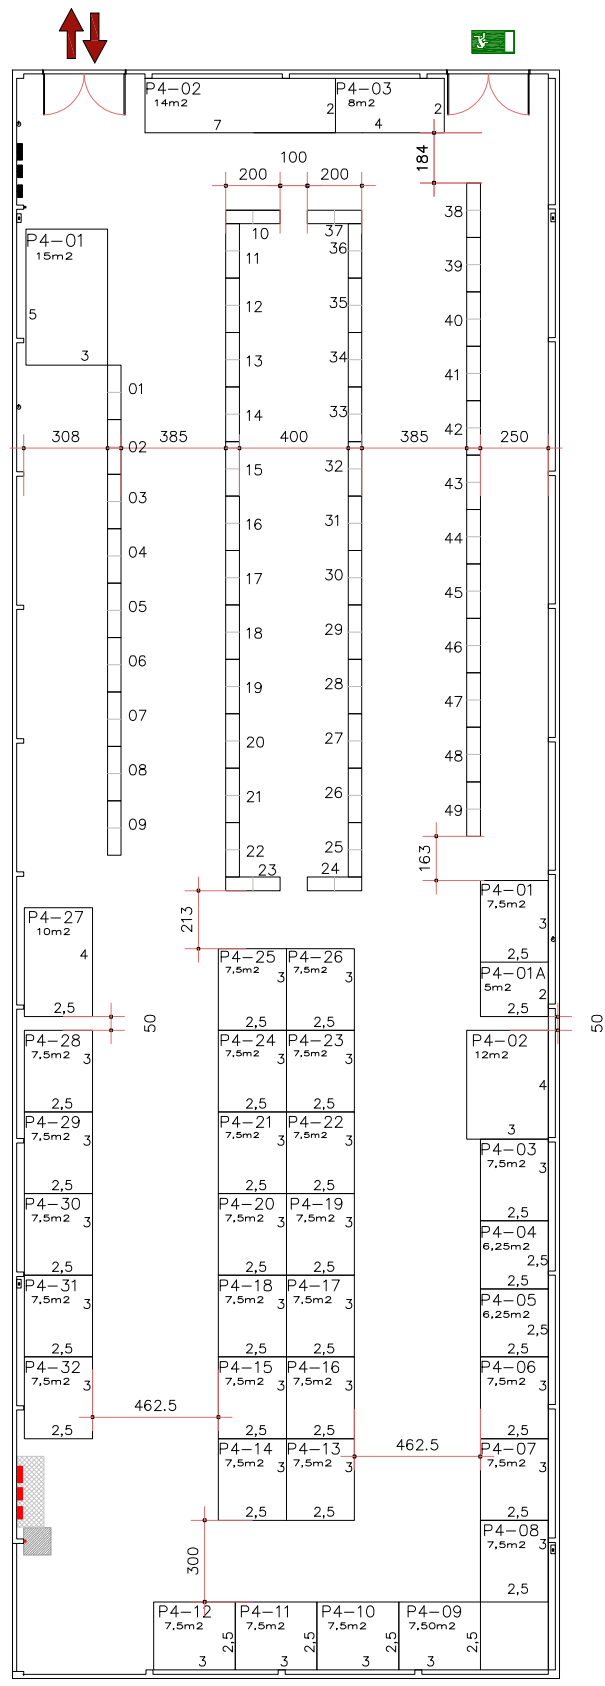 P4-02
14m2
2
7
P4-03
8m2
2
4
184
200
100
200
P4-01
15m2
5
3
10
11
12
13
14
15
16
17
18
19
20
21
22
23
37
36
35
34
33
32
31
30
29
28
27
26
25
24
38
39
40
41
42
43
44
45
46
47
48
49
01
02
03
04
05
06
07
08
09
308
385
400
385
250
163
213
P4-01
7,5m2
3
2,5
P4-01A
5m2
2
2,5
50
P4-02
12m2
4
3
P4-03
7,5m2
3
2,5
P4-04
6,25m2
2,5
2,5
P4-05
6,25m2
2,5
2,5
P4-06
7,5m2
3
2,5
P4-07
7,5m2
3
2,5
P4-08
7,5m2
3
2,5
P4-27
10m2
4
2,5
50
P4-28
7,5m2
3
2,5
P4-29
7,5m2
3
2,5
P4-30
7,5m2
3
2,5
P4-31
7,5m2
3
2,5
P4-32
7,5m2
3
2,5
P4-25
7,5m2
3
2,5
P4-26
7,5m2
3
2,5
P4-24
7,5m2
3
2,5
P4-23
7,5m2
3
2,5
P4-21
7,5m2
3
2,5
P4-22
7,5m2
3
2,5
P4-20
7,5m2
3
2,5
P4-19
7,5m2
3
2,5
P4-18
7,5m2
3
2,5
P4-17
7,5m2
3
2,5
P4-15
7,5m2
3
2,5
P4-16
7,5m2
3
2,5
P4-14
7,5m2
3
2,5
P4-13
7,5m2
3
2,5
462.5
462.5
300
P4-12
7,5m2
2,5
3
P4-11
7,5m2
2,5
3
P4-10
7,5m2
2,5
3
P4-09
7,50m2
2,5
3